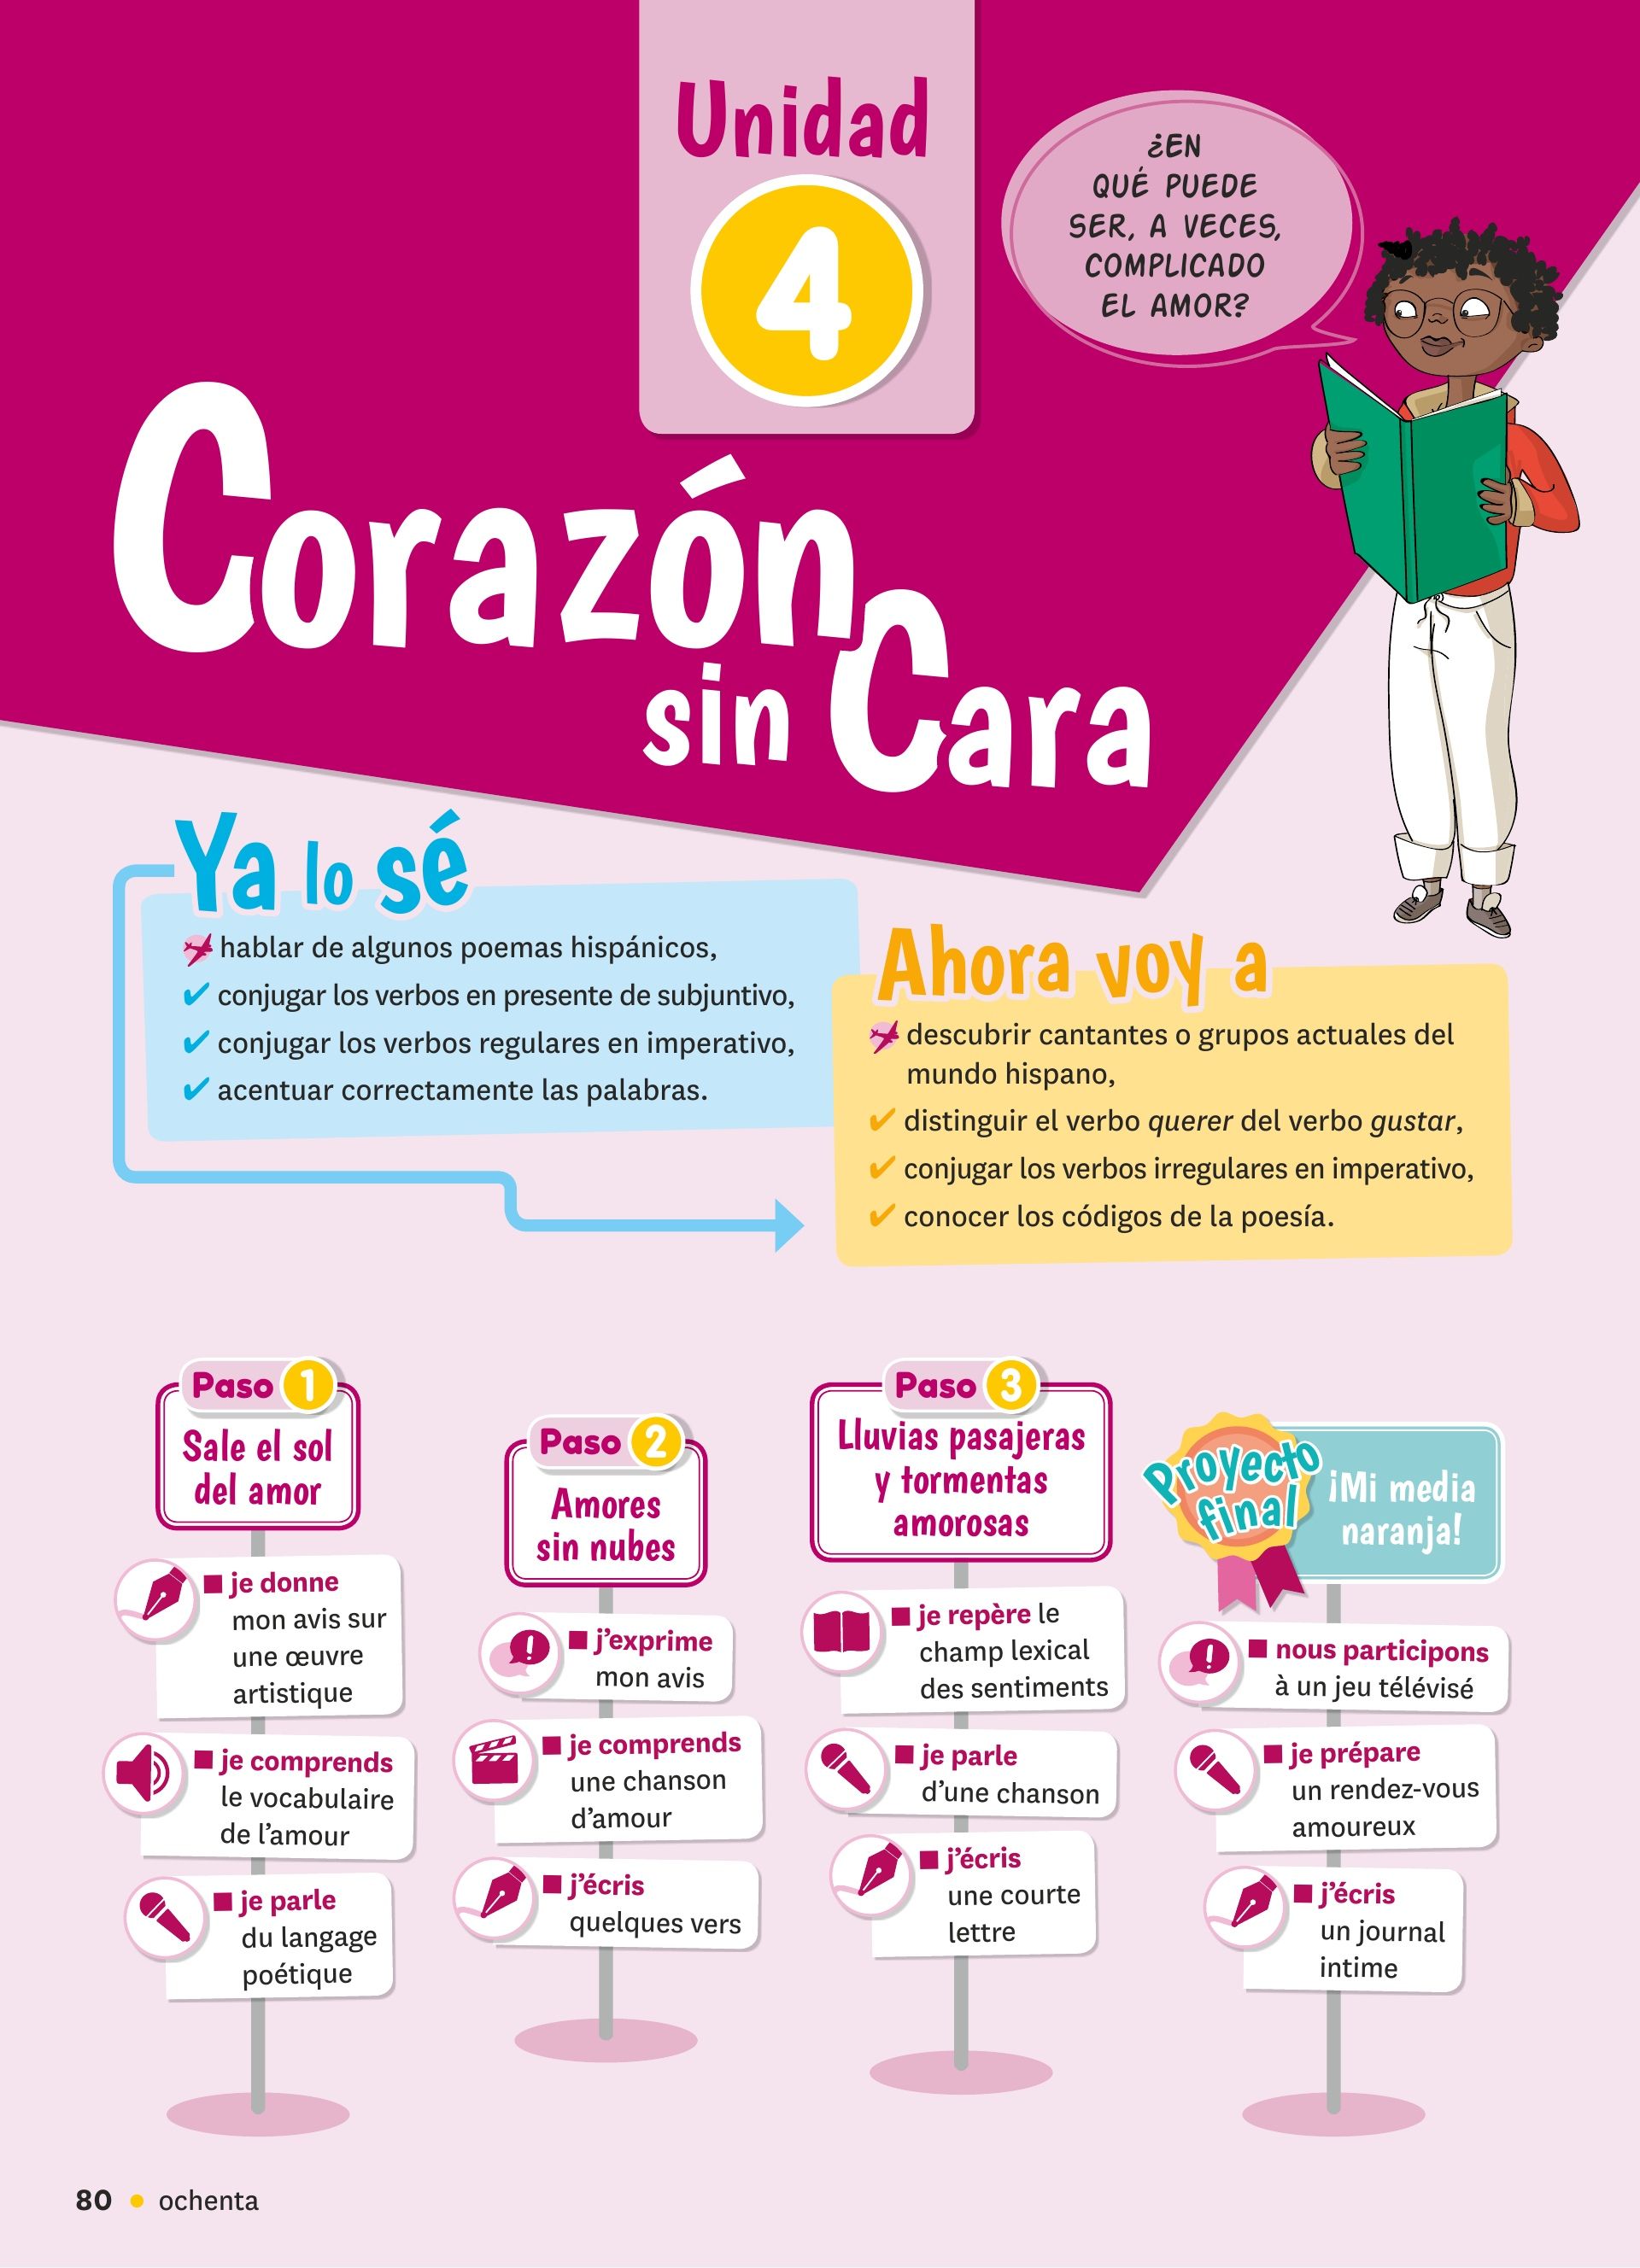 Unidad
4
¿EN
QUÉ PUEDE
SER, A VECES,
COMPLICADO
EL AMOR?
Corazón
sin Cara
Ya lo sé
hablar de algunos poemas hispánicos,
✔ conjugar los verbos en presente de subjuntivo,
✔ conjugar los verbos regulares en imperativo,
✔ acentuar correctamente las palabras.
Ahora voy a
descubrir cantantes o grupos actuales del
mundo hispano,
✔ distinguir el verbo querer del verbo gustar,
✔ conjugar los verbos irregulares en imperativo,
✔ conocer los códigos de la poesía.
Paso 1
Sale el sol
del amor
■ je donne
mon avis sur
une œuvre
artistique
■ je comprends
le vocabulaire
de l'amour
■ je parle
du langage
poétique
Paso 2
Amores
sin nubes
■ j'exprime
mon avis
■ je comprends
une chanson
d'amour
■ j'écris
quelques vers
Paso 3
Lluvias pasajeras
y tormentas
amorosas
■ je repère le
champ lexical
des sentiments
■ je parle
d'une chanson
■ j'écris
une courte
lettre
Proyecto
final
¡Mi media
naranja!
■ nous participons
à un jeu télévisé
■ je prépare
un rendez-vous
amoureux
■ j'écris
un journal
intime
80 • ochenta